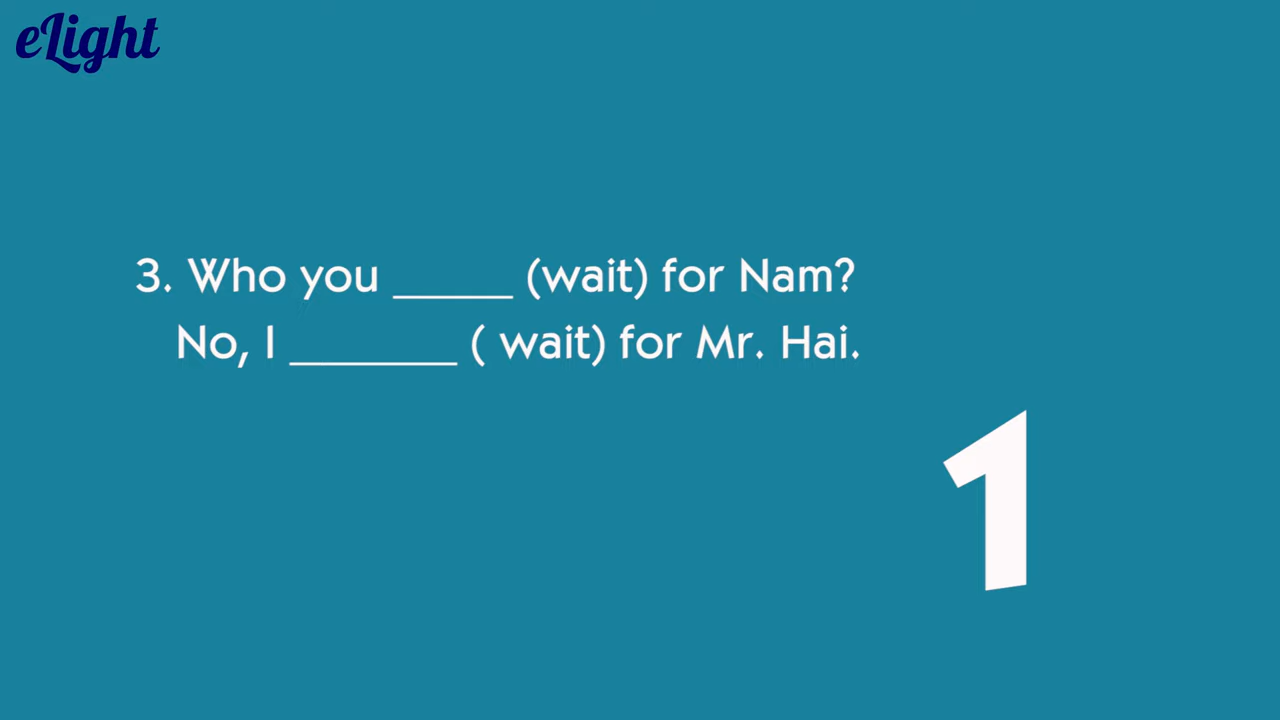 eLight
3. Who you _____ (wait) for Nam?
No, I _______ ( wait) for Mr. Hai.
1